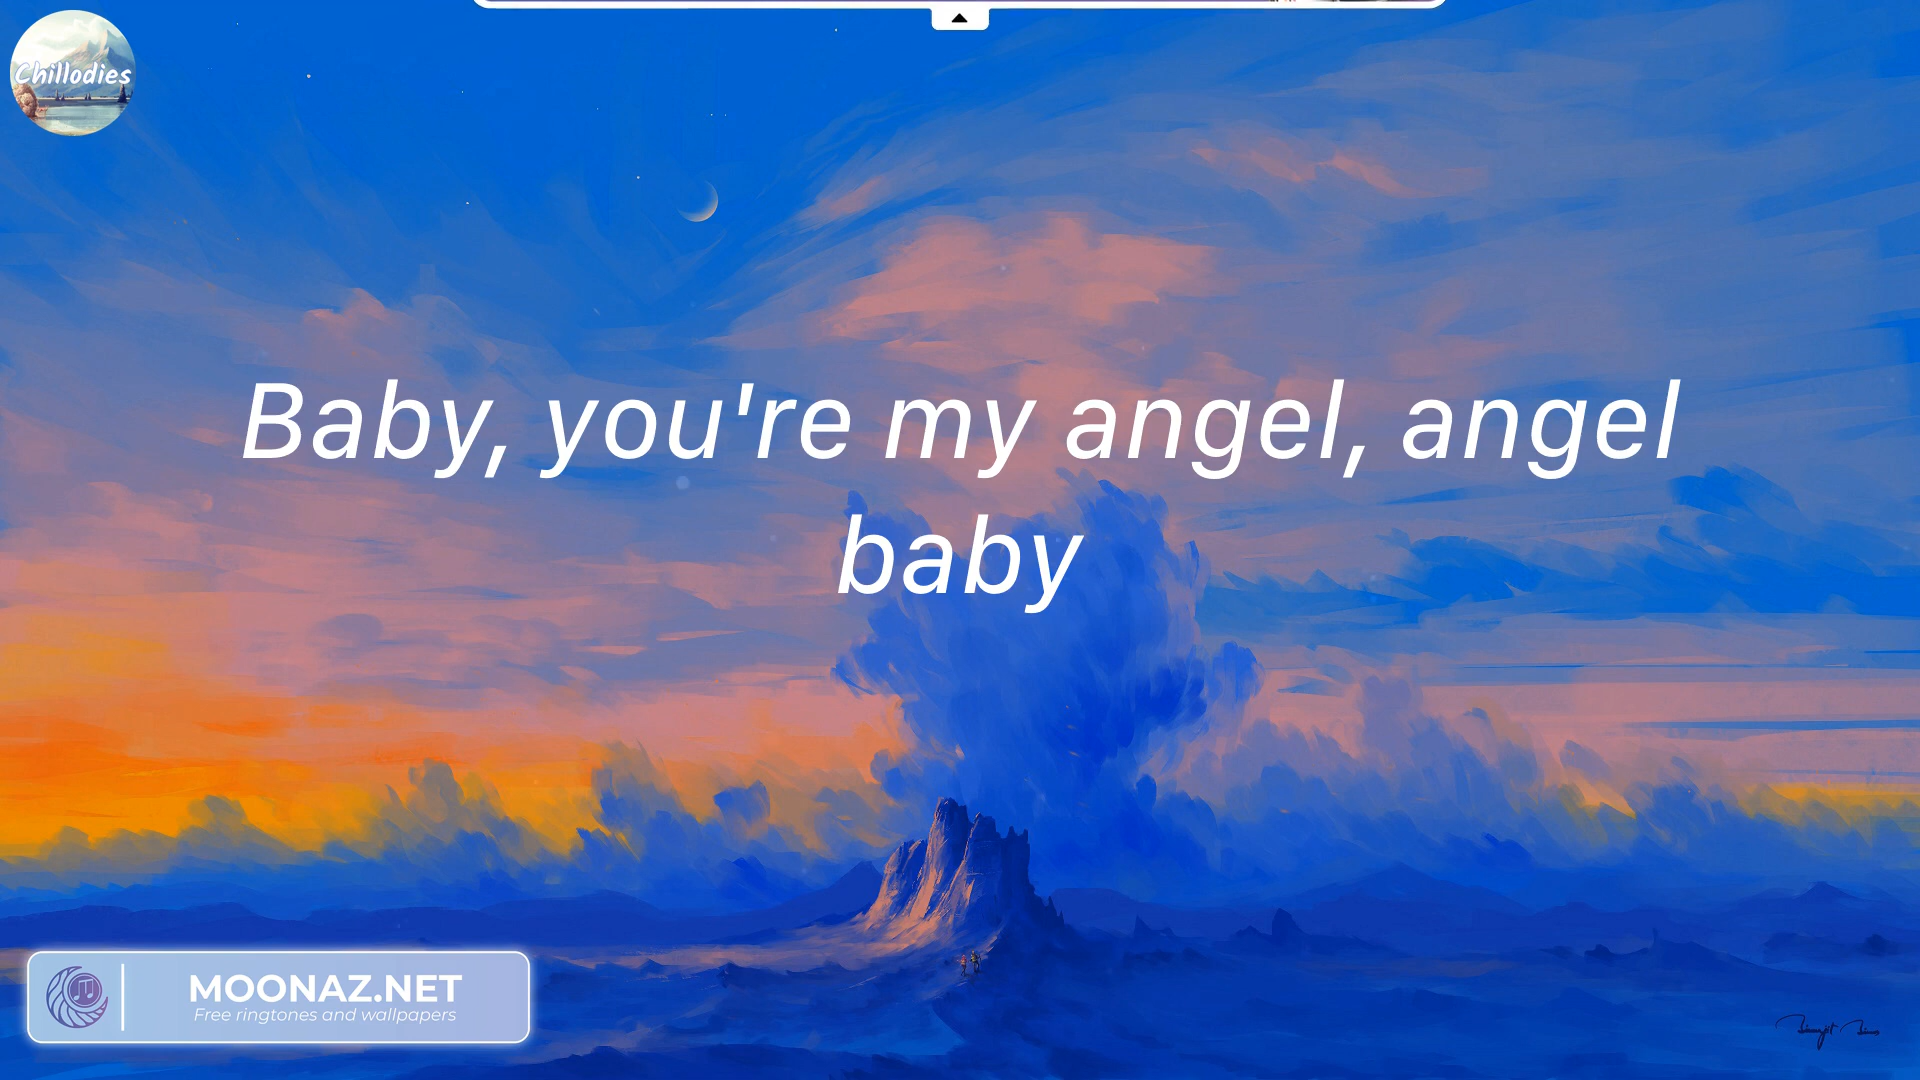 Chillodies
Baby, you're my angel, angel
baby
MOONAZ.NET
Free ringtones and wallpapers